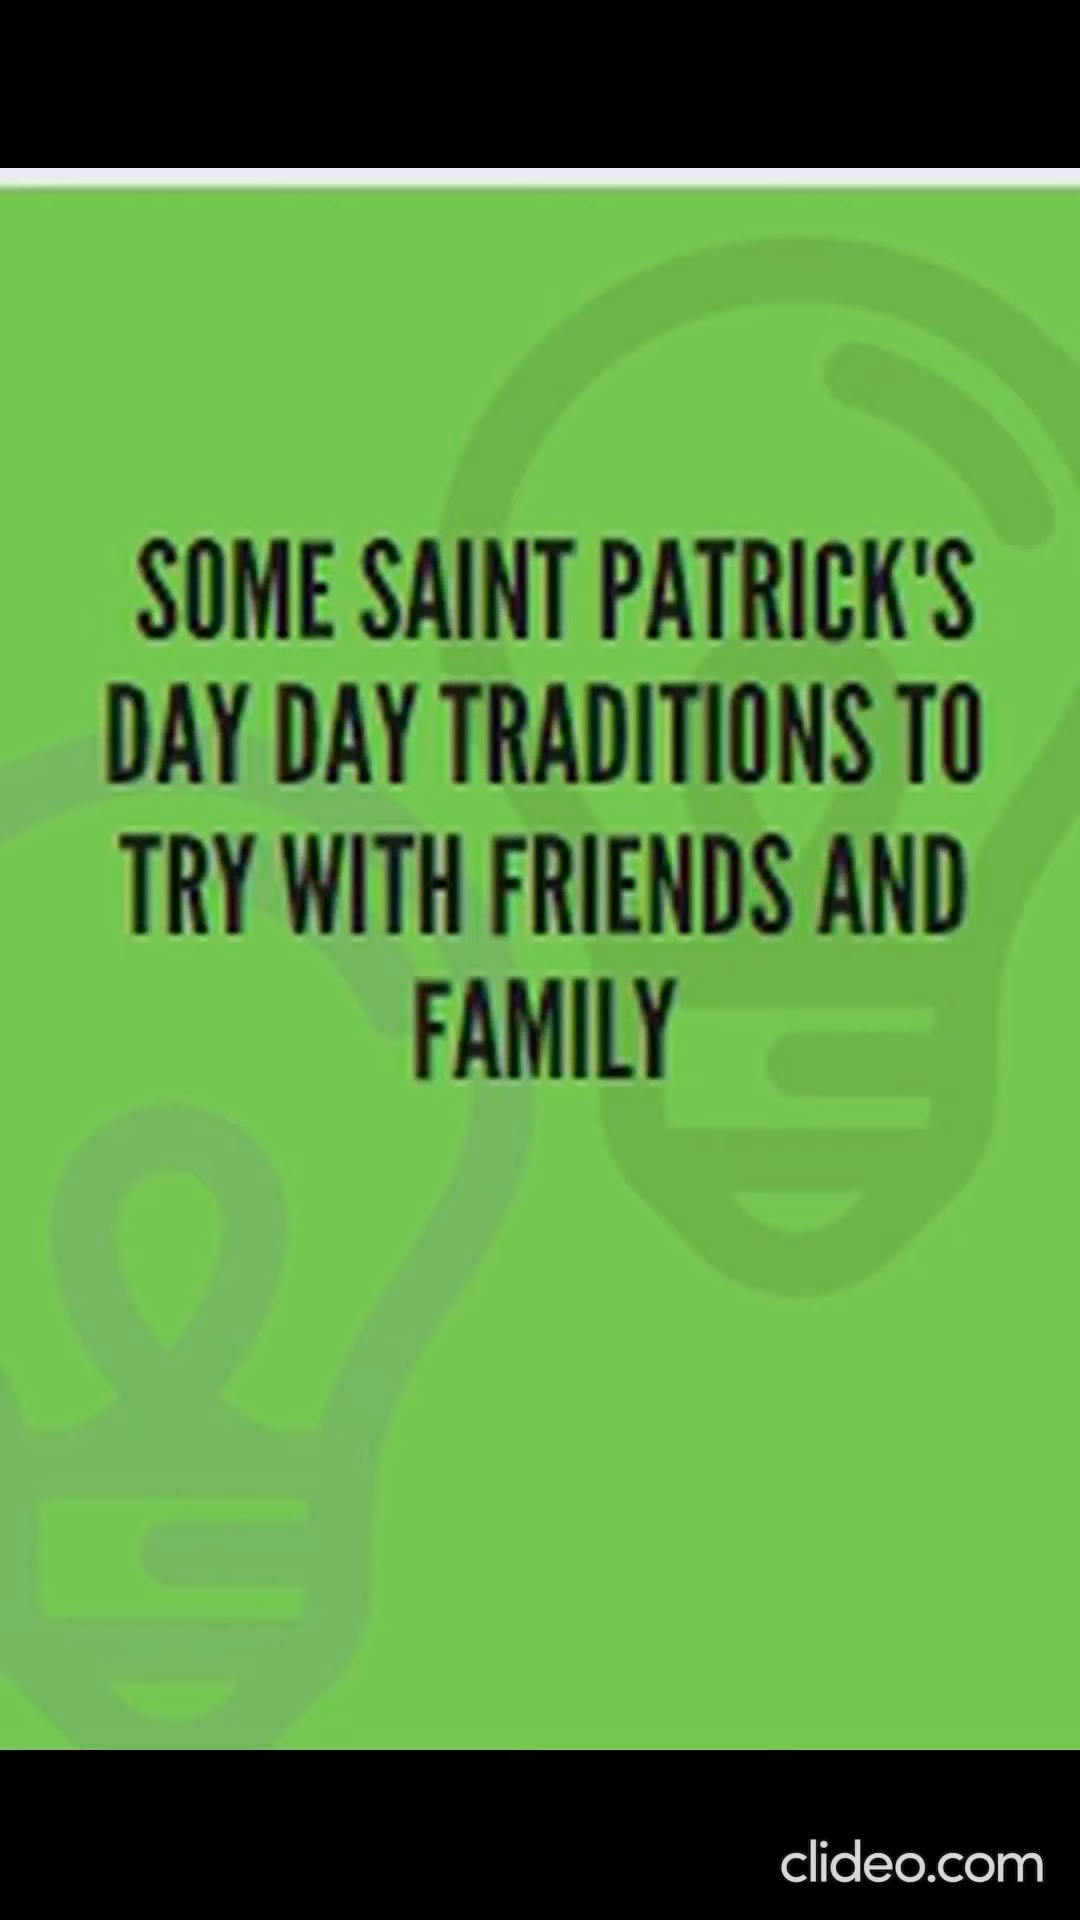 SOME SAINT PATRICK'S
DAY DAY TRADITIONS TO
TRY WITH FRIENDS AND
FAMILY
clideo.com